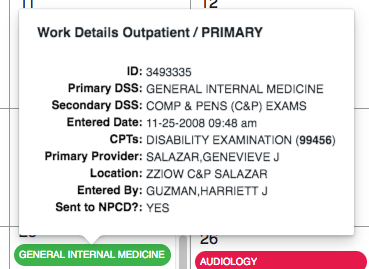 12
Work Details Outpatient / PRIMARY
ID: 3493335
Primary DSS: GENERAL INTERNAL MEDICINE
Secondary DSS: COMP & PENS (C&P) EXAMS
Entered Date: 11-25-2008 09:48 am
CPTs: DISABILITY EXAMINATION (99456)
Primary Provider: SALAZAR,GENEVIEVE J
Location: ZZIOW C&P SALAZAR
Entered By: GUZMAN,HARRIETT J
Sent to NPCD?: YES
26
GENERAL INTERNAL MEDICINE
AUDIOLOGY